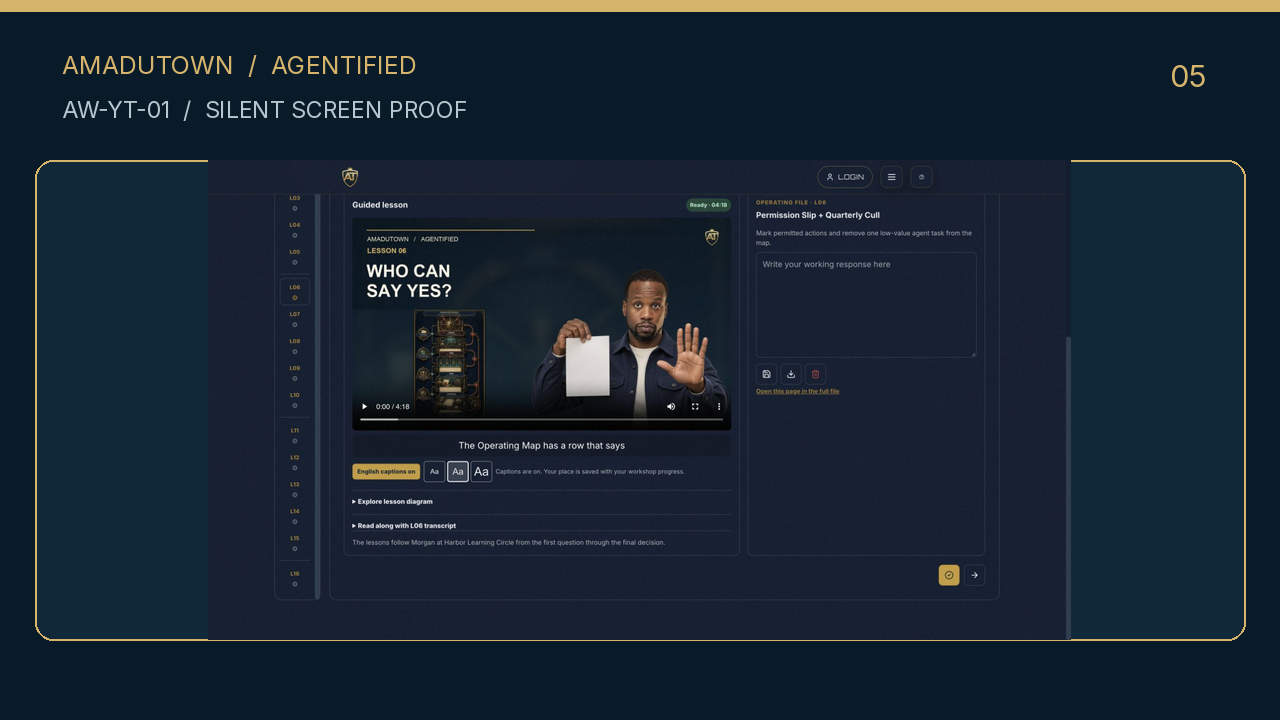 AMADUTOWN / AGENTIFIED
05
AW-YT-01 / SILENT SCREEN PROOF
AT
LOGIN
L03
L04
L05
L06
L07
L08
L09
L10
L11
L12
L13
L14
L15
L16
Guided lesson
Ready · 04:18
AMADUTOWN / AGENTIFIED
AT
LESSON 06
WHO CAN
SAY YES?
0:00 / 4:18
The Operating Map has a row that says
English captions on
Aa
Aa
Aa
Captions are on. Your place is saved with your workshop progress.
▸ Explore lesson diagram
▸ Read along with L06 transcript
The lessons follow Morgan at Harbor Learning Circle from the first question through the final decision.
OPERATING FILE · L06
Permission Slip + Quarterly Cull
Mark permitted actions and remove one low-value agent task from the
map.
Write your working response here
Open this page in the full file